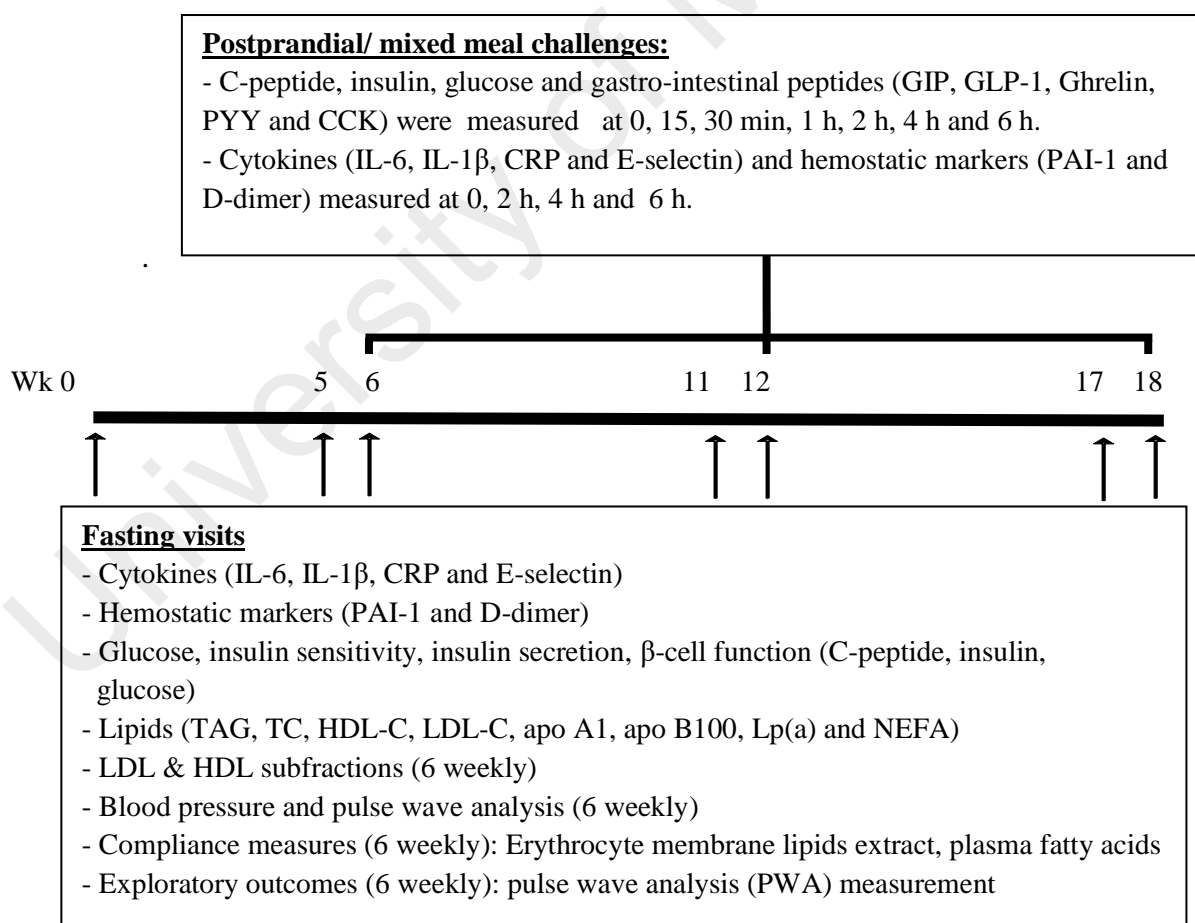 Postprandial/ mixed meal challenges:
- C-peptide, insulin, glucose and gastro-intestinal peptides (GIP, GLP-1, Ghrelin,
PYY and CCK) were measured at 0, 15, 30 min, 1 h, 2 h, 4 h and 6 h.
- Cytokines (IL-6, IL-1β, CRP and E-selectin) and hemostatic markers (PAI-1 and
D-dimer) measured at 0, 2 h, 4 h and 6 h.
.
Wk 0 5 6 11 12 17 18
Fasting visits
- Cytokines (IL-6, IL-1β, CRP and E-selectin)
- Hemostatic markers (PAI-1 and D-dimer)
- Glucose, insulin sensitivity, insulin secretion, β-cell function (C-peptide, insulin,
glucose)
- Lipids (TAG, TC, HDL-C, LDL-C, apo A1, apo B100, Lp(a) and NEFA)
- LDL & HDL subfractions (6 weekly)
- Blood pressure and pulse wave analysis (6 weekly)
- Compliance measures (6 weekly): Erythrocyte membrane lipids extract, plasma fatty acids
- Exploratory outcomes (6 weekly): pulse wave analysis (PWA) measurement
University of